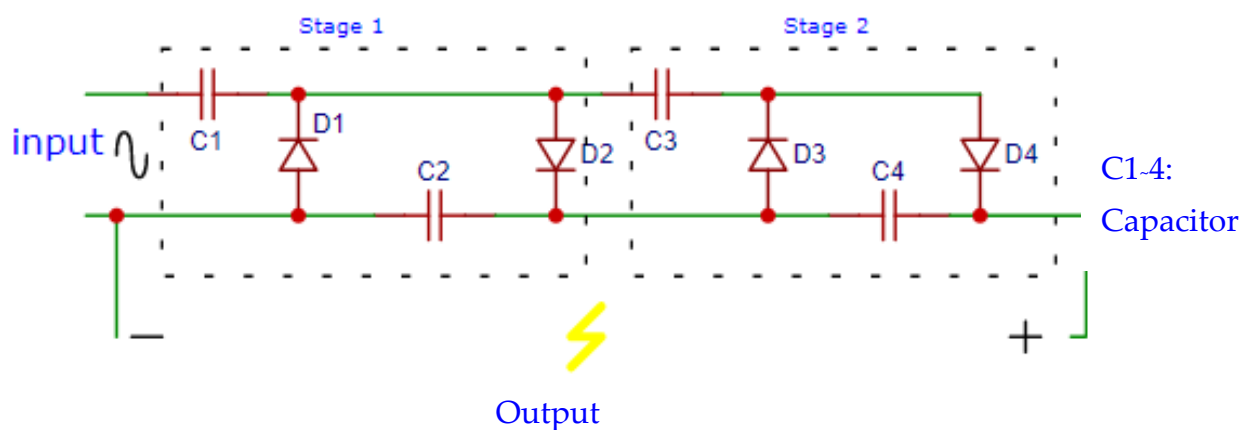 Stage 1
Stage 2
D1
input
C1
D2
C3
D3
D4
C2
C4
C1~4:
Capacitor
−
+
Output